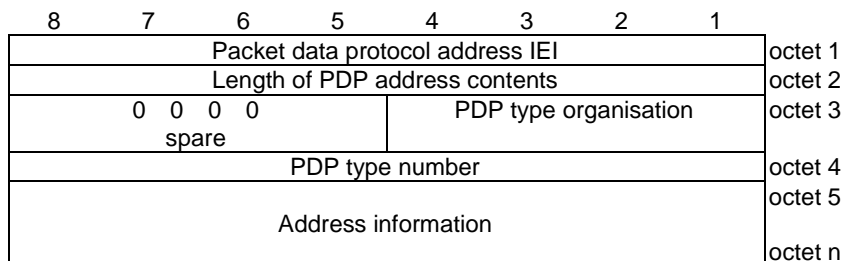 8 7 6 5 4 3 2 1
Packet data protocol address IEI octet 1
Length of PDP address contents octet 2
0 0 0 0 PDP type organisation octet 3
spare
PDP type number octet 4
octet 5
Address information
octet n